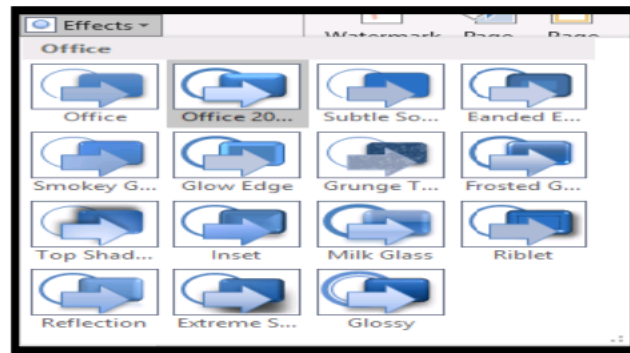 Effects
Watermark Page Page
Office
Office Office 20... Subtle So... Banded E...
Smokey G... Glow Edge Grunge T... Frosted G...
Top Shad... Inset Milk Glass Riblet
Reflection Extreme S... Glossy